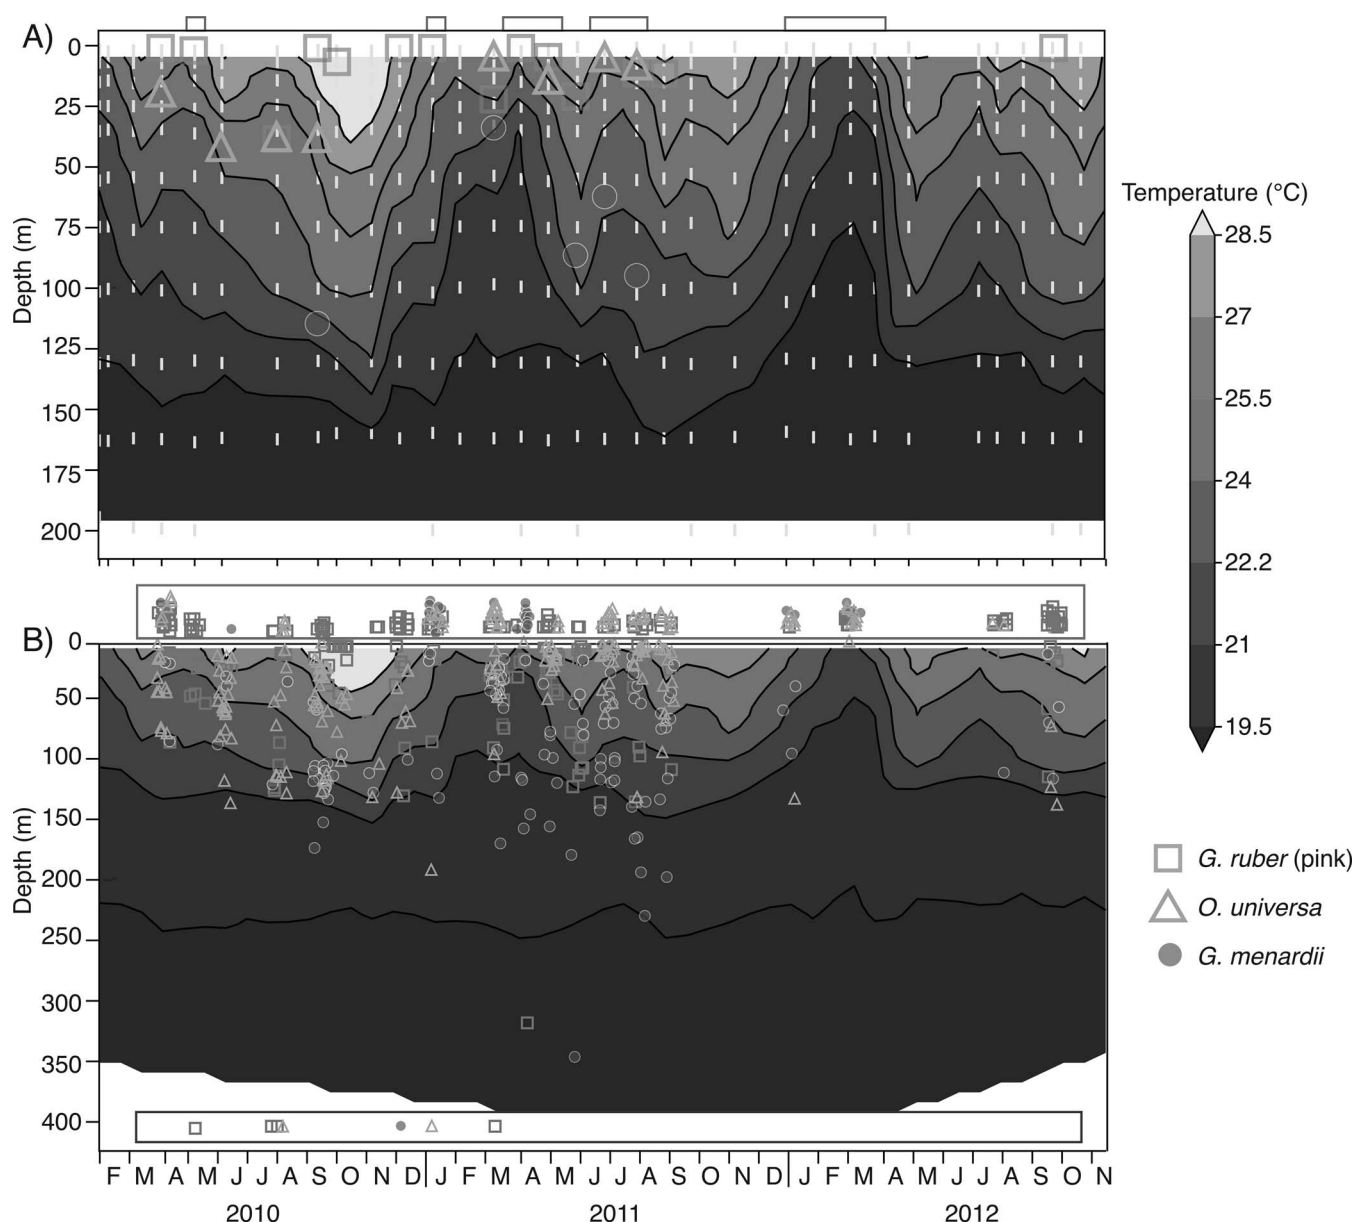 A)
0
25
50
75
100
125
150
175
200
Depth (m)
Temperature (°C)
28.5
27
25.5
24
22.2
21
19.5
B)
0
50
100
150
200
250
300
350
400
Depth (m)
G. ruber (pink)
O. universa
G. menardii
F M A M J J A S O N D J F M A M J J A S O N D J F M A M J J A S O N
2010 2011 2012